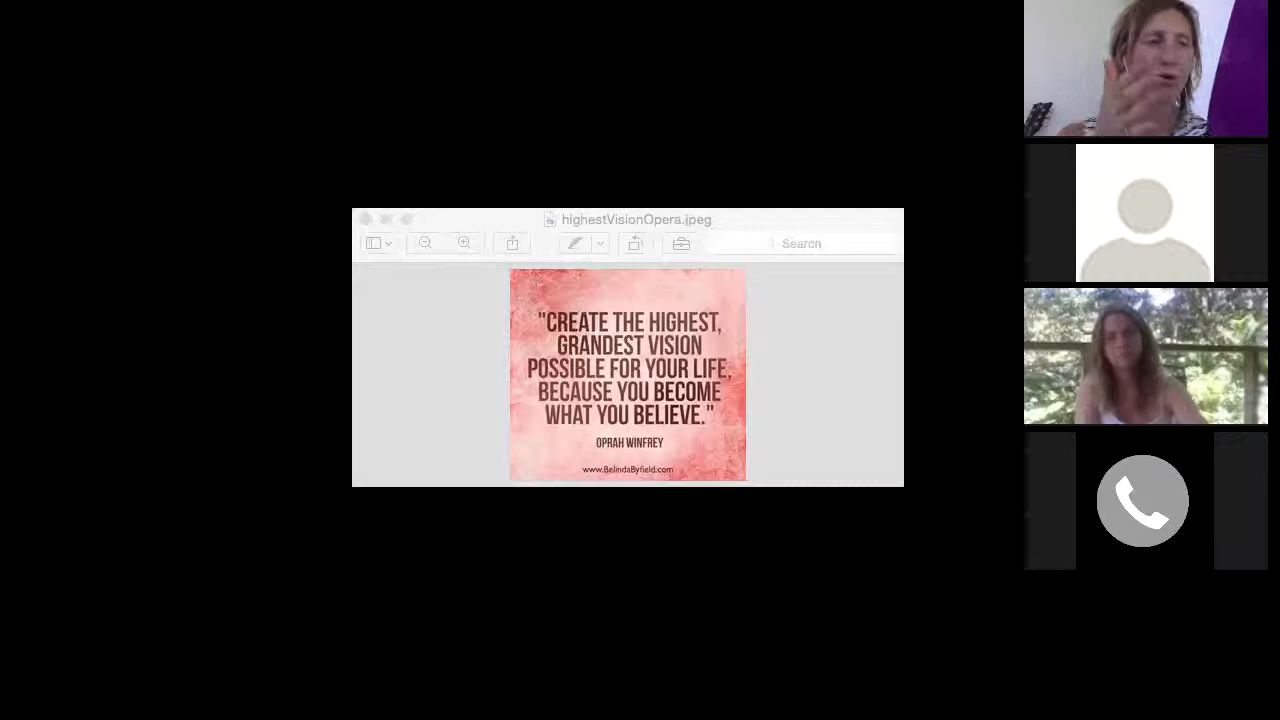 highestVisionOpera.jpeg
Search
"CREATE THE HIGHEST,
GRANDEST VISION
POSSIBLE FOR YOUR LIFE,
BECAUSE YOU BECOME
WHAT YOU BELIEVE."
OPRAH WINFREY
www.BelindaByfield.com